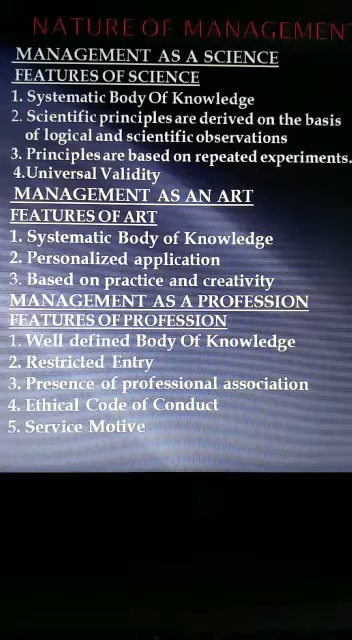 NATURE OF MANAGEMENT
MANAGEMENT AS A SCIENCE
FEATURES OF SCIENCE
1. Systematic Body Of Knowledge
2. Scientific principles are derived on the basis
of logical and scientific observations
3. Principles are based on repeated experiments.
4.Universal Validity
MANAGEMENT AS AN ART
FEATURES OF ART
1. Systematic Body of Knowledge
2. Personalized application
3. Based on practice and creativity
MANAGEMENT AS A PROFESSION
FEATURES OF PROFESSION
1. Well defined Body Of Knowledge
2. Restricted Entry
3. Presence of professional association
4. Ethical Code of Conduct
5. Service Motive